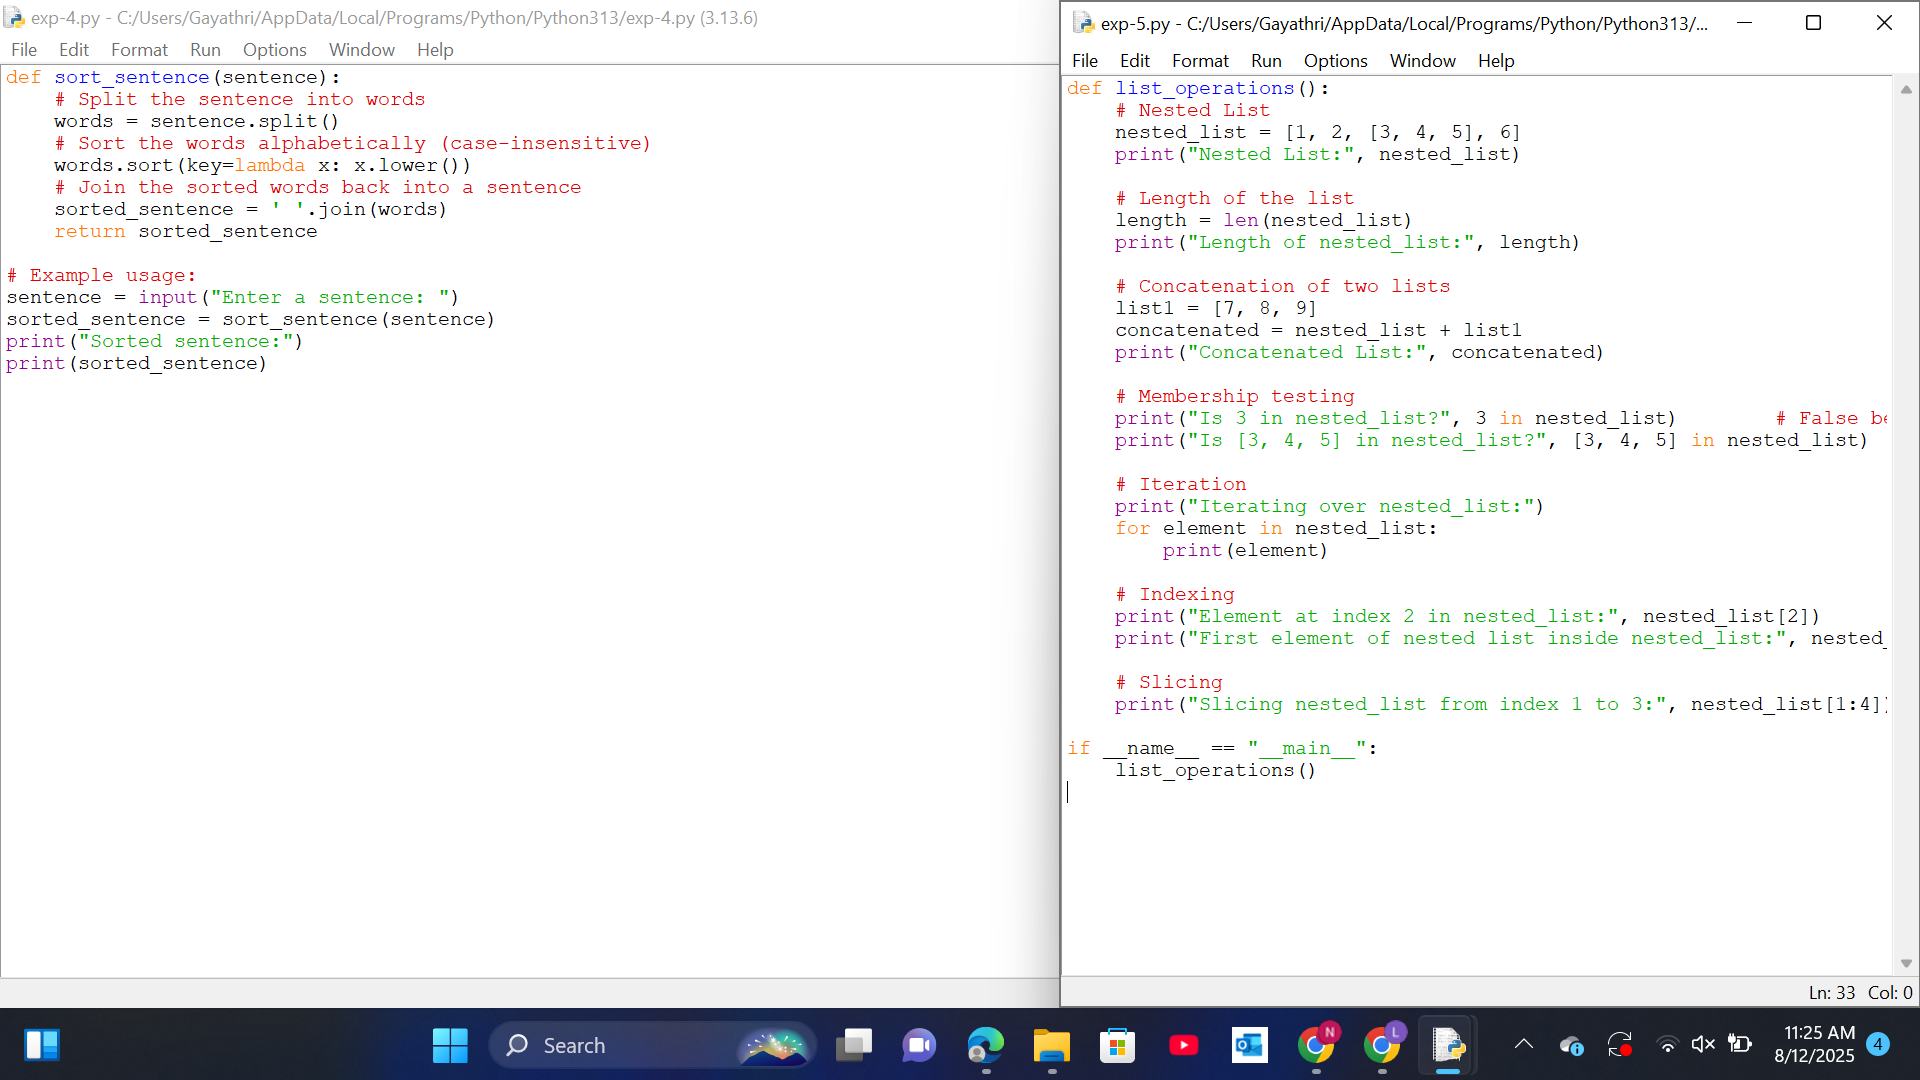 exp-4.py - C:/Users/Gayathri/AppData/Local/Programs/Python/Python313/exp-4.py (3.13.6)
File Edit Format Run Options Window Help
def sort_sentence(sentence):
    # Split the sentence into words
    words = sentence.split()
    # Sort the words alphabetically (case-insensitive)
    words.sort(key=lambda x: x.lower())
    # Join the sorted words back into a sentence
    sorted_sentence = ' '.join(words)
    return sorted_sentence

# Example usage:
sentence = input("Enter a sentence: ")
sorted_sentence = sort_sentence(sentence)
print("Sorted sentence:")
print(sorted_sentence)
exp-5.py - C:/Users/Gayathri/AppData/Local/Programs/Python/Python313/...
File Edit Format Run Options Window Help
def list_operations():
    # Nested List
    nested_list = [1, 2, [3, 4, 5], 6]
    print("Nested List:", nested_list)

    # Length of the list
    length = len(nested_list)
    print("Length of nested_list:", length)

    # Concatenation of two lists
    list1 = [7, 8, 9]
    concatenated = nested_list + list1
    print("Concatenated List:", concatenated)

    # Membership testing
    print("Is 3 in nested_list?", 3 in nested_list)        # False be
    print("Is [3, 4, 5] in nested_list?", [3, 4, 5] in nested_list)

    # Iteration
    print("Iterating over nested_list:")
    for element in nested_list:
        print(element)

    # Indexing
    print("Element at index 2 in nested_list:", nested_list[2])
    print("First element of nested list inside nested_list:", nested_

    # Slicing
    print("Slicing nested_list from index 1 to 3:", nested_list[1:4])

if __name__ == "__main__":
    list_operations()
Ln: 33 Col: 0
Search
N
L
11:25 AM
8/12/2025
4